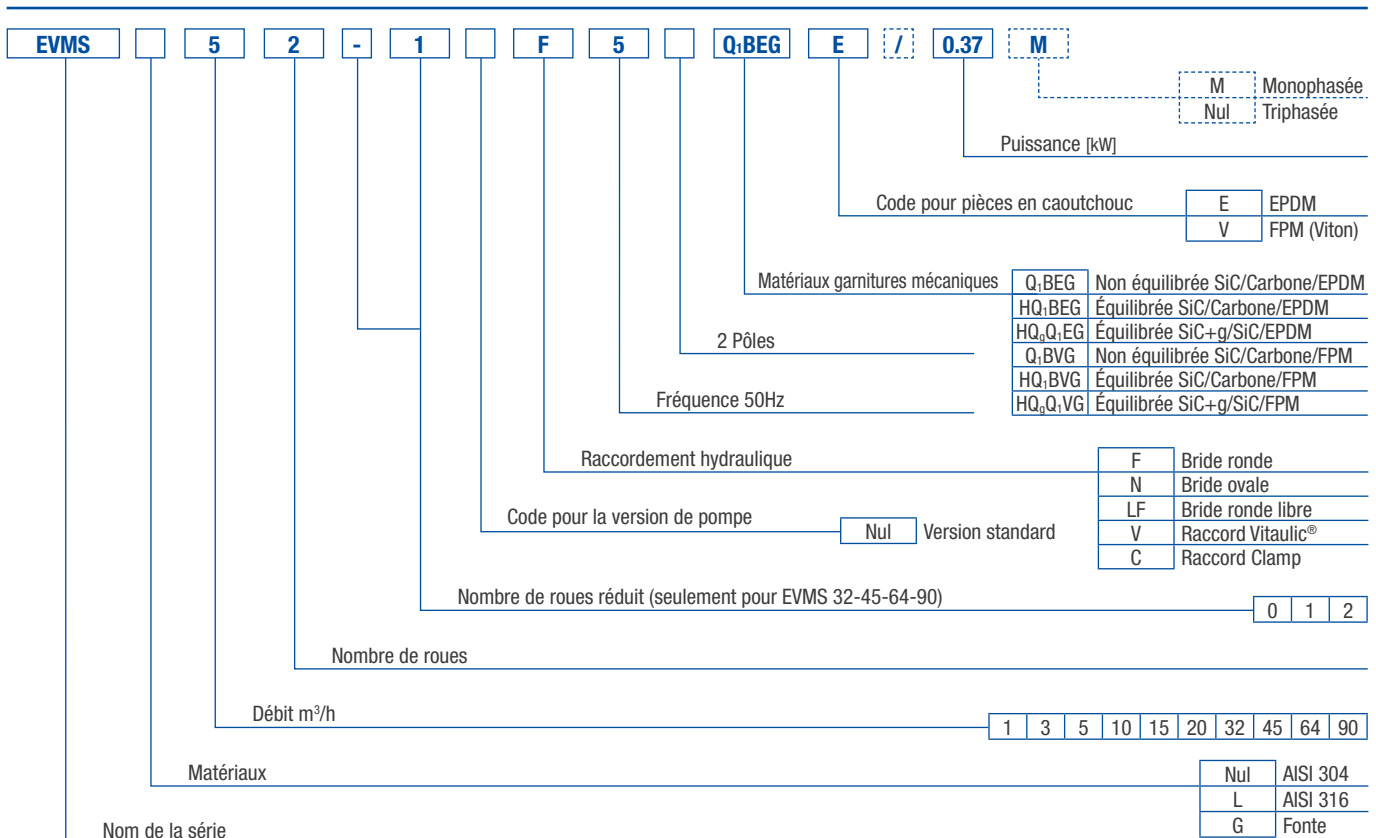 EVMS 5 2 - 1 F 5 Q₁BEG E / 0.37 M
M Monophasée
Nul Triphasée
Puissance [kW]
Code pour pièces en caoutchouc E EPDM
V FPM (Viton)
Matériaux garnitures mécaniques Q₁BEG Non équilibrée SiC/Carbone/EPDM
HQ₁BEG Équilibrée SiC/Carbone/EPDM
HQgQ₁EG Équilibrée SiC+g/SiC/EPDM
2 Pôles
Q₁BVG Non équilibrée SiC/Carbone/FPM
HQ₁BVG Équilibrée SiC/Carbone/FPM
Fréquence 50Hz
HQgQ₁VG Équilibrée SiC+g/SiC/FPM
Raccordement hydraulique F Bride ronde
N Bride ovale
LF Bride ronde libre
Code pour la version de pompe Nul Version standard
V Raccord Vitaulic®
C Raccord Clamp
Nombre de roues réduit (seulement pour EVMS 32-45-64-90) 0 1 2
Nombre de roues
Débit m³/h 1 3 5 10 15 20 32 45 64 90
Matériaux Nul AISI 304
L AISI 316
G Fonte
Nom de la série